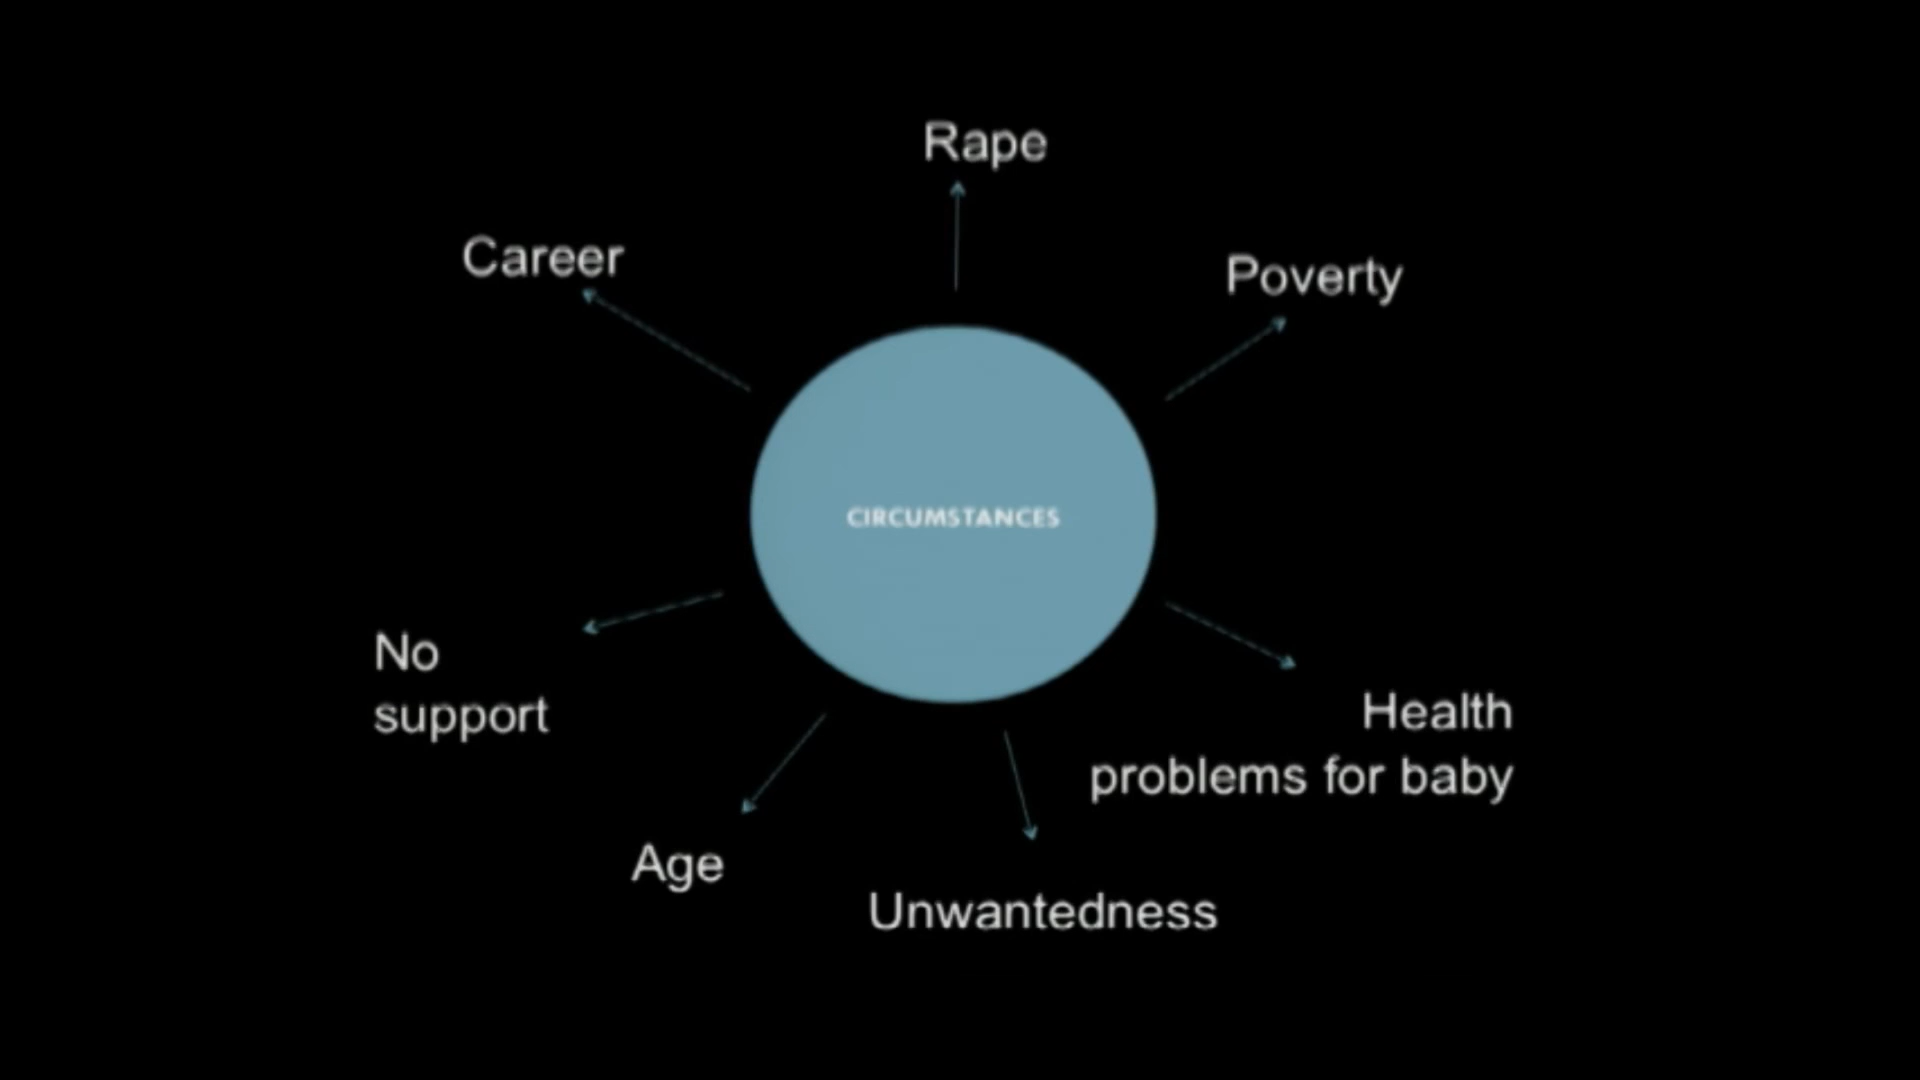 Rape
Career
Poverty
CIRCUMSTANCES
No
support
Health
problems for baby
Age
Unwantedness